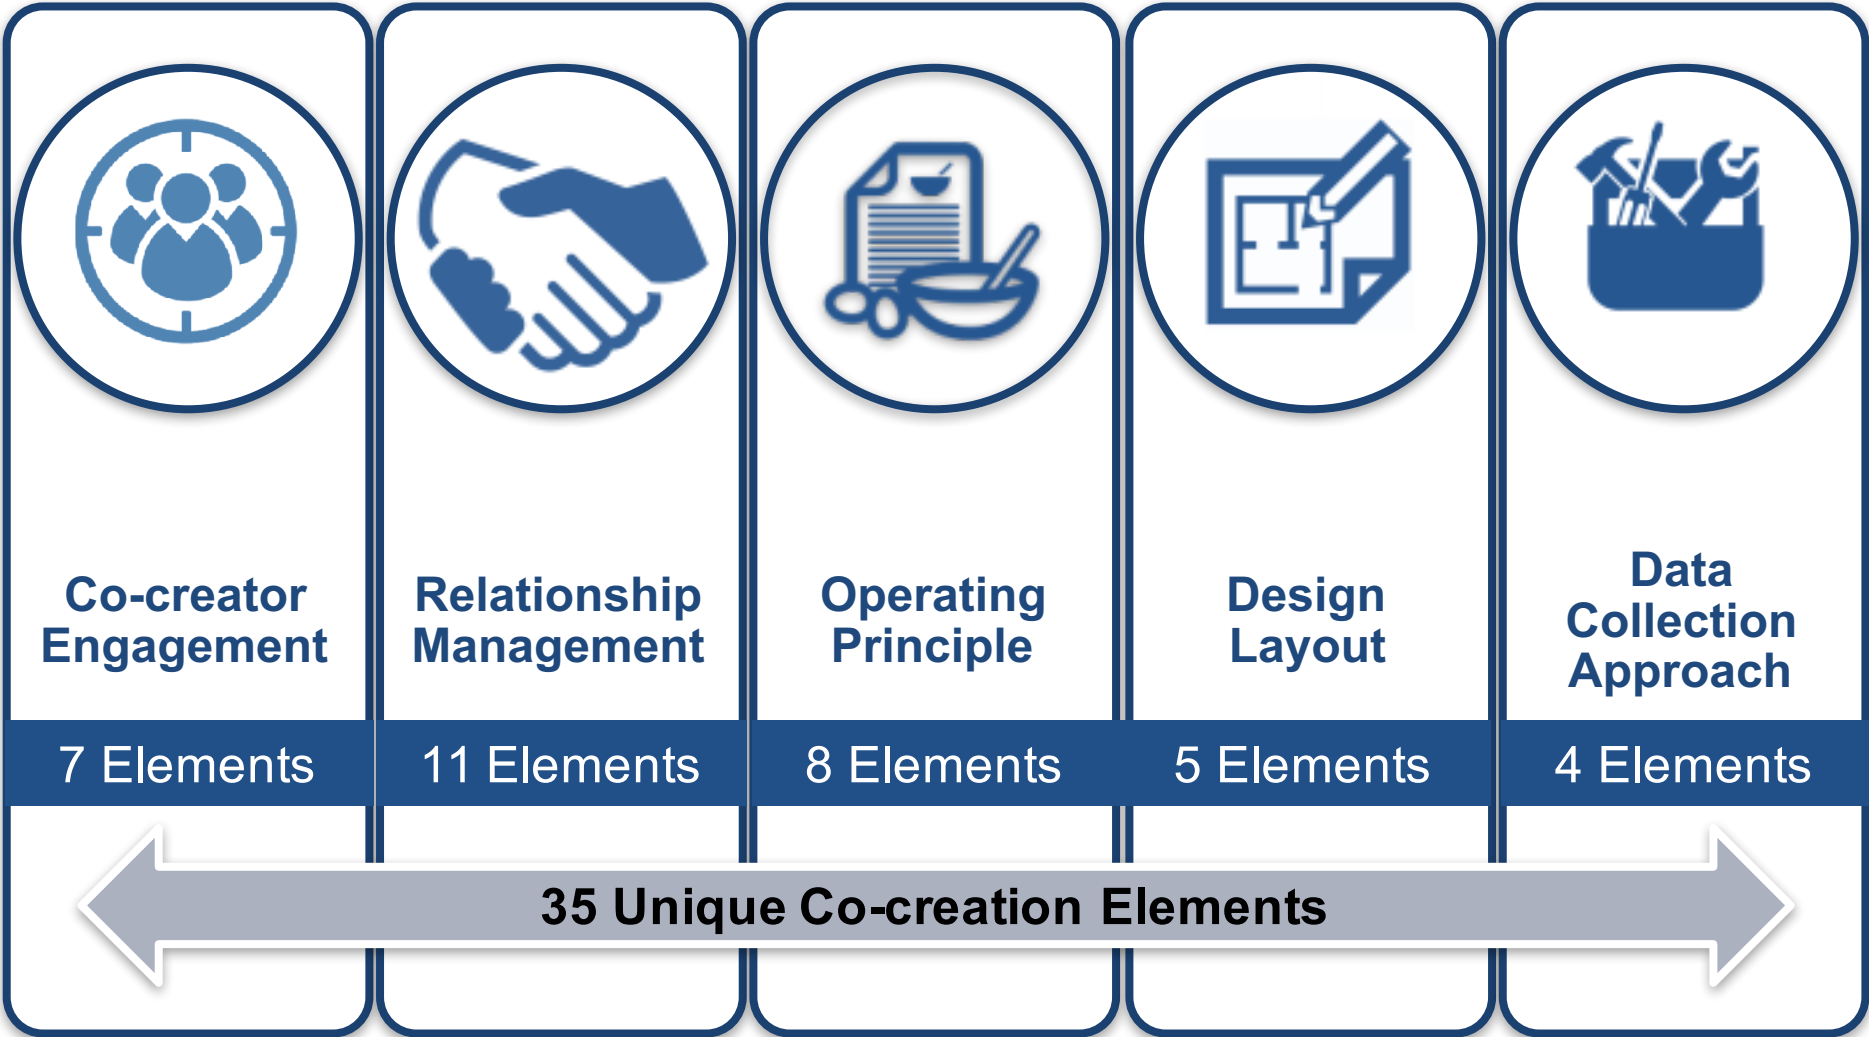 Co-creator
Engagement
Relationship
Management
Operating
Principle
Design
Layout
Data
Collection
Approach
7 Elements
11 Elements
8 Elements
5 Elements
4 Elements
35 Unique Co-creation Elements